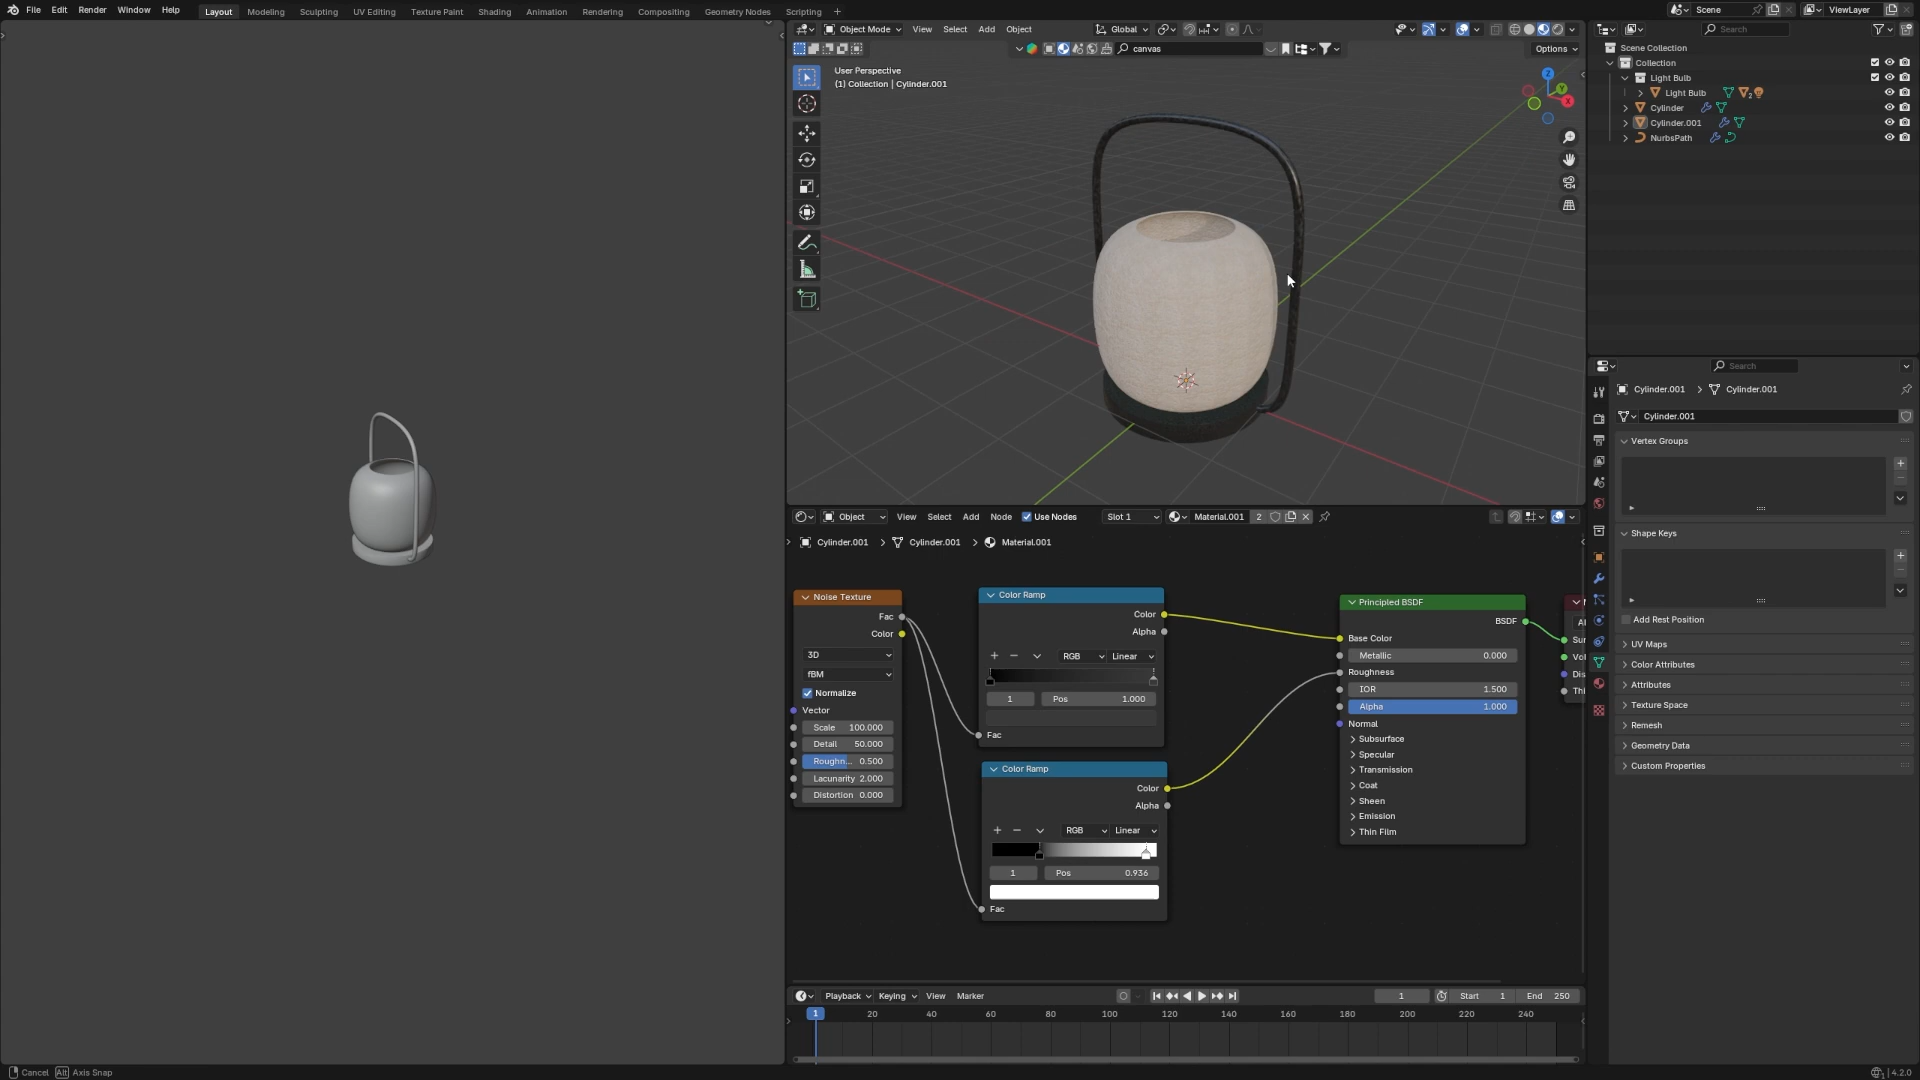 File Edit Render Window Help Layout Modeling Sculpting UV Editing Texture Paint Shading Animation Rendering Compositing Geometry Nodes Scripting + Scene ViewLayer
Object Mode View Select Add Object Global
canvas Options
User Perspective
(1) Collection | Cylinder.001
Z
Y
X
Search
Scene Collection
Collection
Light Bulb
Light Bulb 2
Cylinder
Cylinder.001
NurbsPath
Object View Select Add Node Use Nodes Slot 1 Material.001 2
Cylinder.001 > Cylinder.001 > Material.001
Noise Texture
Fac
Color
3D
fBM
Normalize
Vector
Scale 100.000
Detail 50.000
Roughn... 0.500
Lacunarity 2.000
Distortion 0.000
Color Ramp
Color
Alpha
+ − RGB Linear
1 Pos 1.000
Fac
Color Ramp
Color
Alpha
+ − RGB Linear
1 Pos 0.936
Fac
Principled BSDF
BSDF
Base Color
Metallic 0.000
Roughness
IOR 1.500
Alpha 1.000
Normal
Subsurface
Specular
Transmission
Coat
Sheen
Emission
Thin Film
Al
Sur
Vol
Dis
Thi
Playback Keying View Marker 1 Start 1 End 250
1 20 40 60 80 100 120 140 160 180 200 220 240
Search
Cylinder.001 > Cylinder.001
Cylinder.001
Vertex Groups
Shape Keys
Add Rest Position
UV Maps
Color Attributes
Attributes
Texture Space
Remesh
Geometry Data
Custom Properties
Cancel Alt Axis Snap
4.2.0